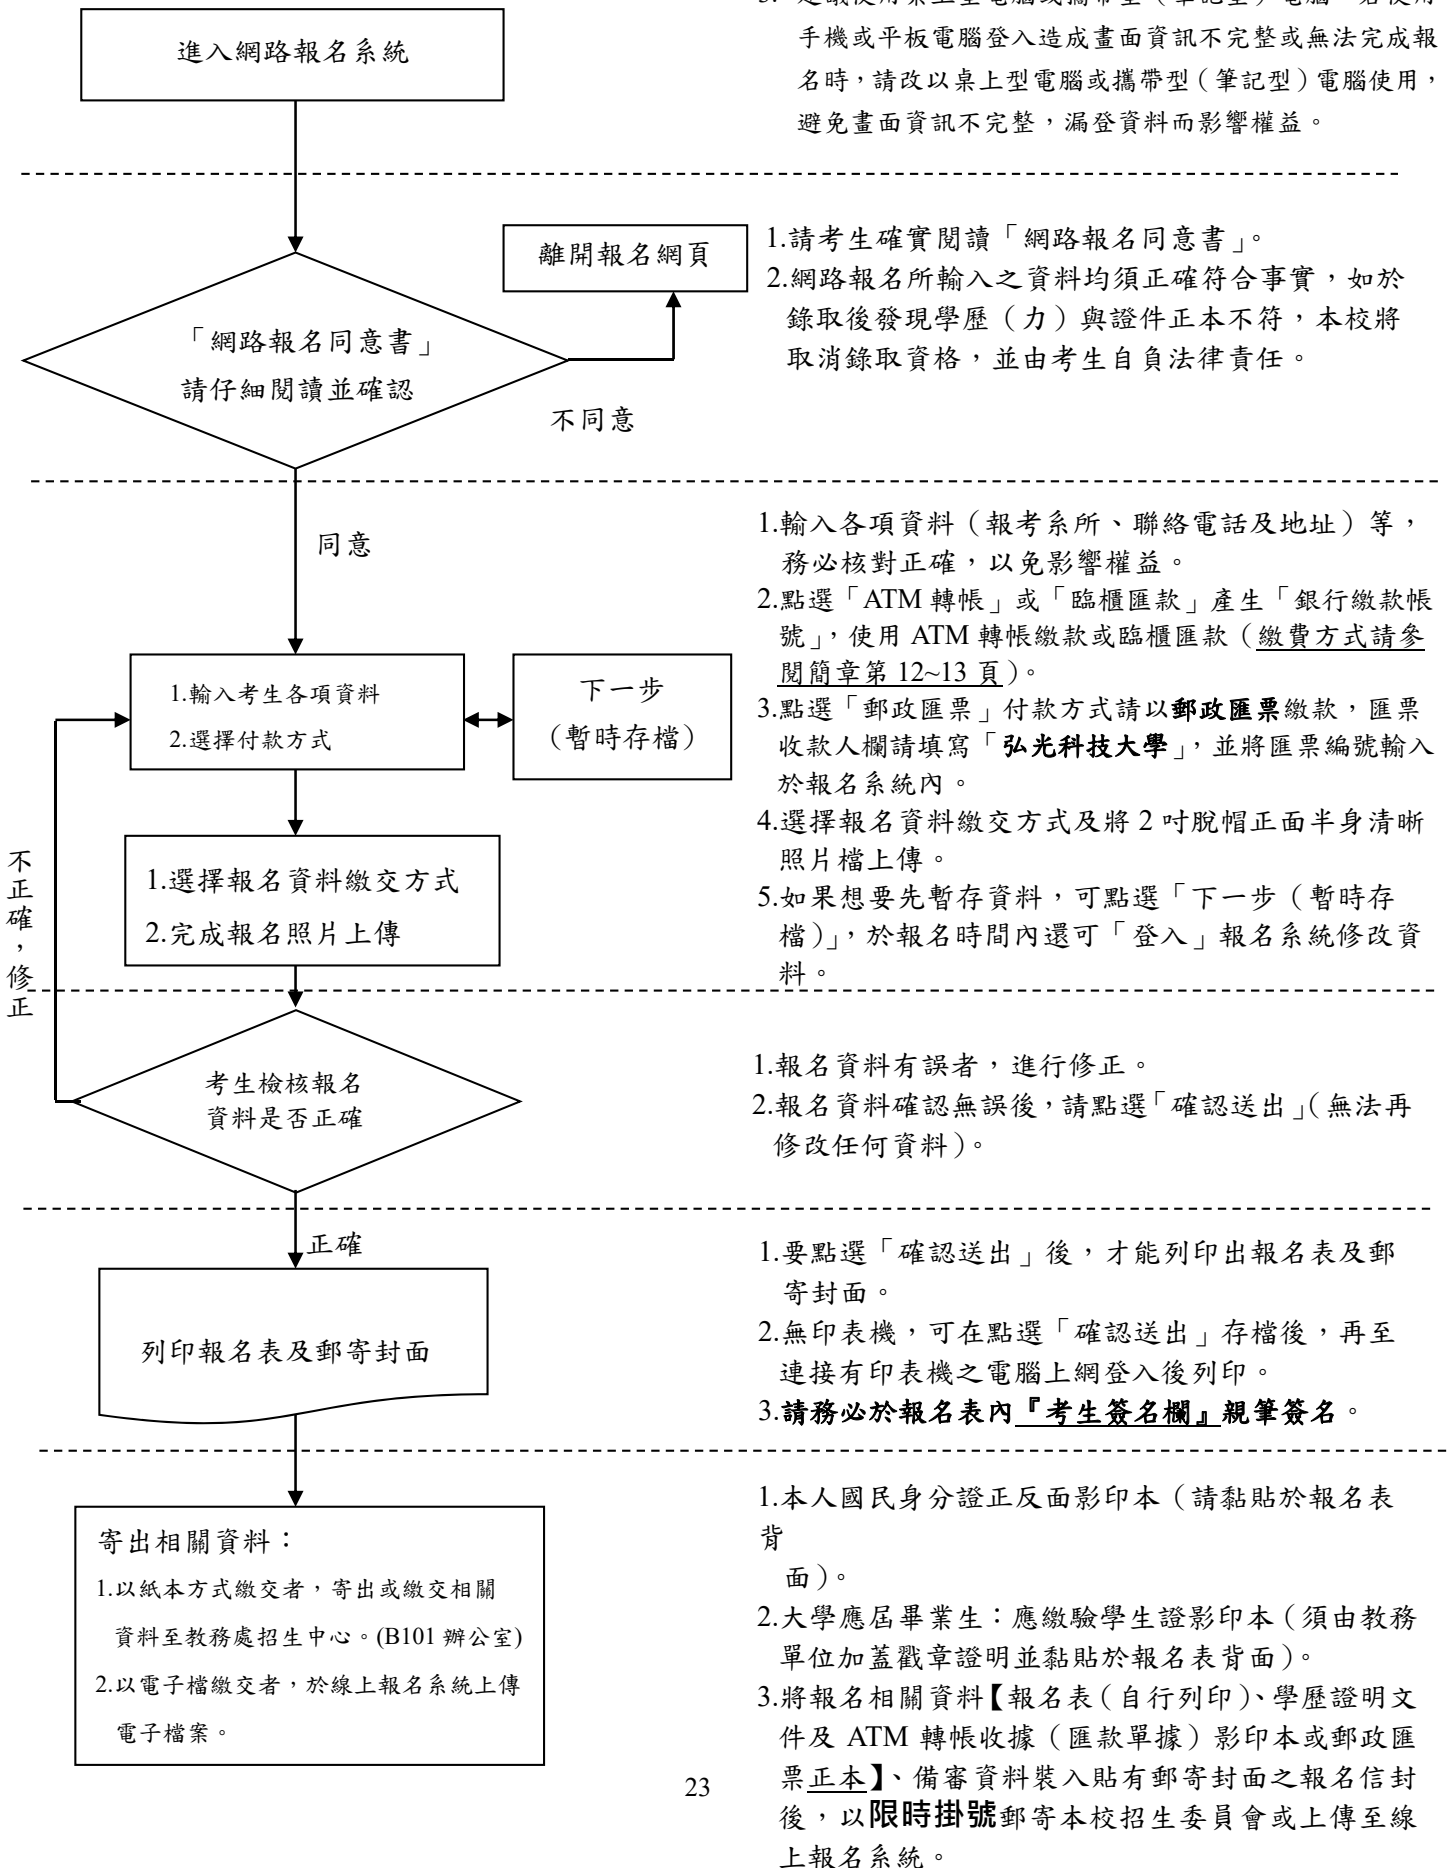 進入網路報名系統
手機或平板電腦登入造成畫面資訊不完整或無法完成報
名時，請改以桌上型電腦或攜帶型（筆記型）電腦使用，
避免畫面資訊不完整，漏登資料而影響權益。
離開報名網頁
「網路報名同意書」
請仔細閱讀並確認
不同意
1.請考生確實閱讀「網路報名同意書」。
2.網路報名所輸入之資料均須正確符合事實，如於
錄取後發現學歷（力）與證件正本不符，本校將
取消錄取資格，並由考生自負法律責任。
同意
1.輸入考生各項資料
2.選擇付款方式
下一步
（暫時存檔）
1.選擇報名資料繳交方式
2.完成報名照片上傳
不正確，修正
1.輸入各項資料（報考系所、聯絡電話及地址）等，
務必核對正確，以免影響權益。
2.點選「ATM 轉帳」或「臨櫃匯款」產生「銀行繳款帳
號」，使用 ATM 轉帳繳款或臨櫃匯款（繳費方式請參
閱簡章第 12~13 頁）。
3.點選「郵政匯票」付款方式請以郵政匯票繳款，匯票
收款人欄請填寫「弘光科技大學」，並將匯票編號輸入
於報名系統內。
4.選擇報名資料繳交方式及將 2 吋脫帽正面半身清晰
照片檔上傳。
5.如果想要先暫存資料，可點選「下一步（暫時存
檔）」，於報名時間內還可「登入」報名系統修改資
料。
考生檢核報名
資料是否正確
1.報名資料有誤者，進行修正。
2.報名資料確認無誤後，請點選「確認送出」（無法再
修改任何資料）。
正確
列印報名表及郵寄封面
1.要點選「確認送出」後，才能列印出報名表及郵
寄封面。
2.無印表機，可在點選「確認送出」存檔後，再至
連接有印表機之電腦上網登入後列印。
3.請務必於報名表內『考生簽名欄』親筆簽名。
寄出相關資料：
1.以紙本方式繳交者，寄出或繳交相關
資料至教務處招生中心。(B101 辦公室)
2.以電子檔繳交者，於線上報名系統上傳
電子檔案。
1.本人國民身分證正反面影印本（請黏貼於報名表
背
面）。
2.大學應屆畢業生：應繳驗學生證影印本（須由教務
單位加蓋戳章證明並黏貼於報名表背面）。
3.將報名相關資料【報名表（自行列印）、學歷證明文
件及 ATM 轉帳收據（匯款單據）影印本或郵政匯
票正本】、備審資料裝入貼有郵寄封面之報名信封
後，以限時掛號郵寄本校招生委員會或上傳至線
上報名系統。
23